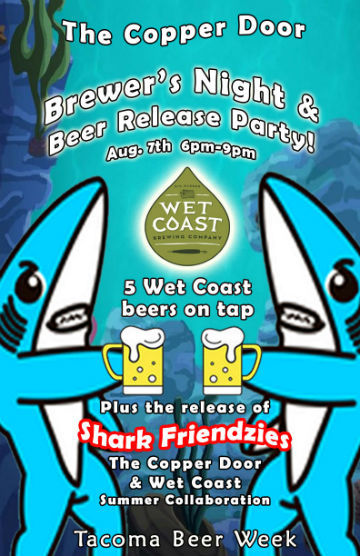 The Copper Door
Brewer's Night &
Beer Release Party!
Aug. 7th 6pm-9pm
WET
COAST
BREWING COMPANY
5 Wet Coast
beers on tap
Plus the release of
Shark Friendzies
The Copper Door
& Wet Coast
Summer Collaboration
Tacoma Beer Week